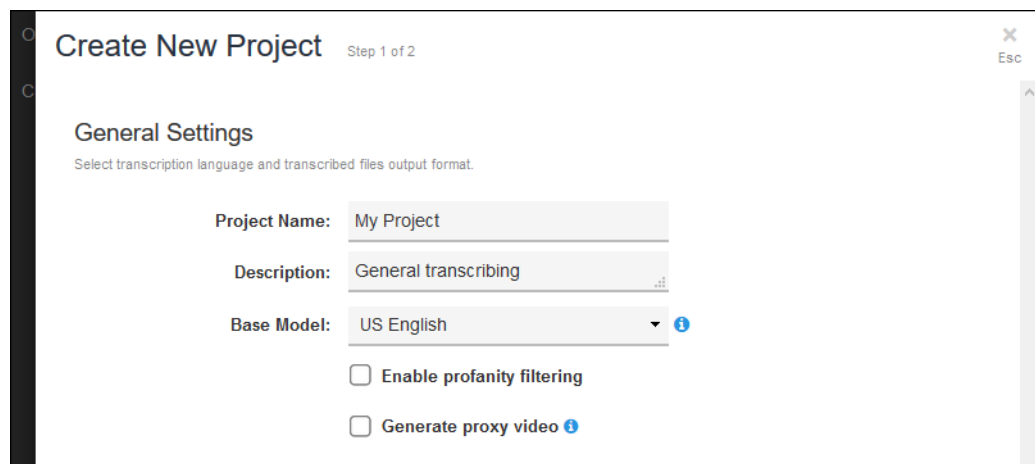 O
Create New Project Step 1 of 2
Esc
C
General Settings
Select transcription language and transcribed files output format.
Project Name: My Project
Description: General transcribing
Base Model: US English
Enable profanity filtering
Generate proxy video